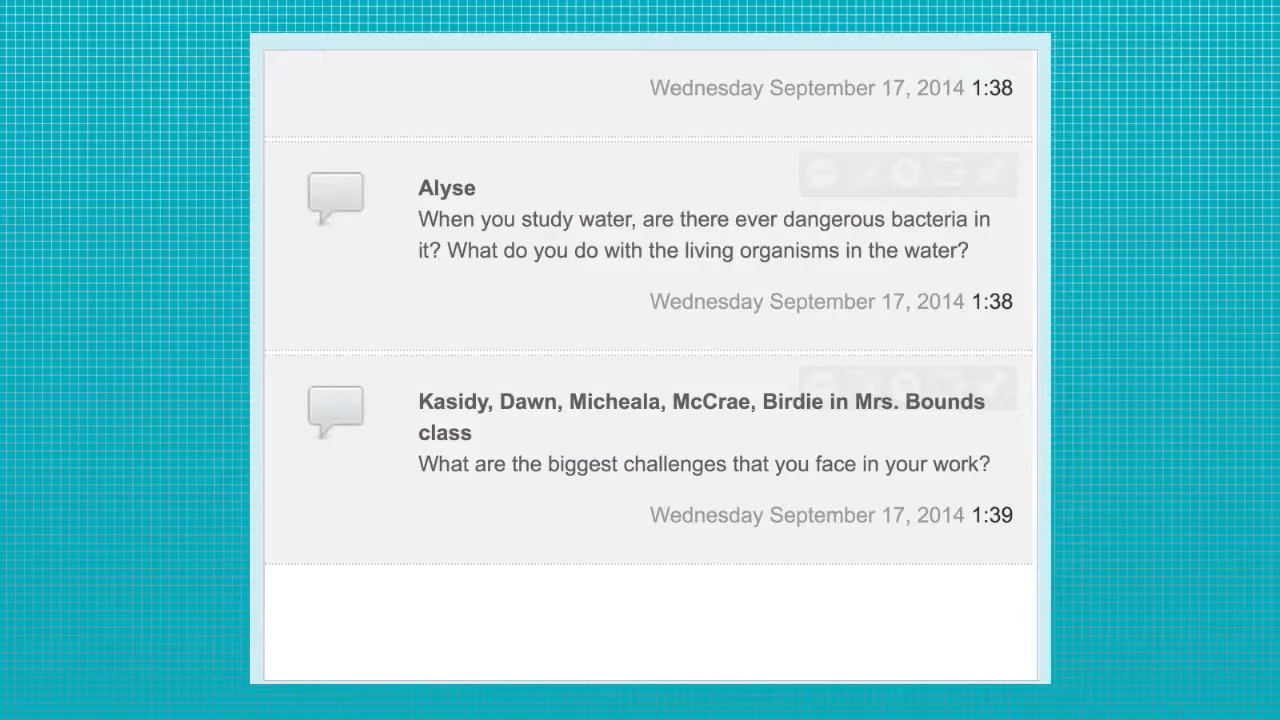 Wednesday September 17, 2014 1:38
Alyse
When you study water, are there ever dangerous bacteria in
it? What do you do with the living organisms in the water?
Wednesday September 17, 2014 1:38
Kasidy, Dawn, Micheala, McCrae, Birdie in Mrs. Bounds
class
What are the biggest challenges that you face in your work?
Wednesday September 17, 2014 1:39